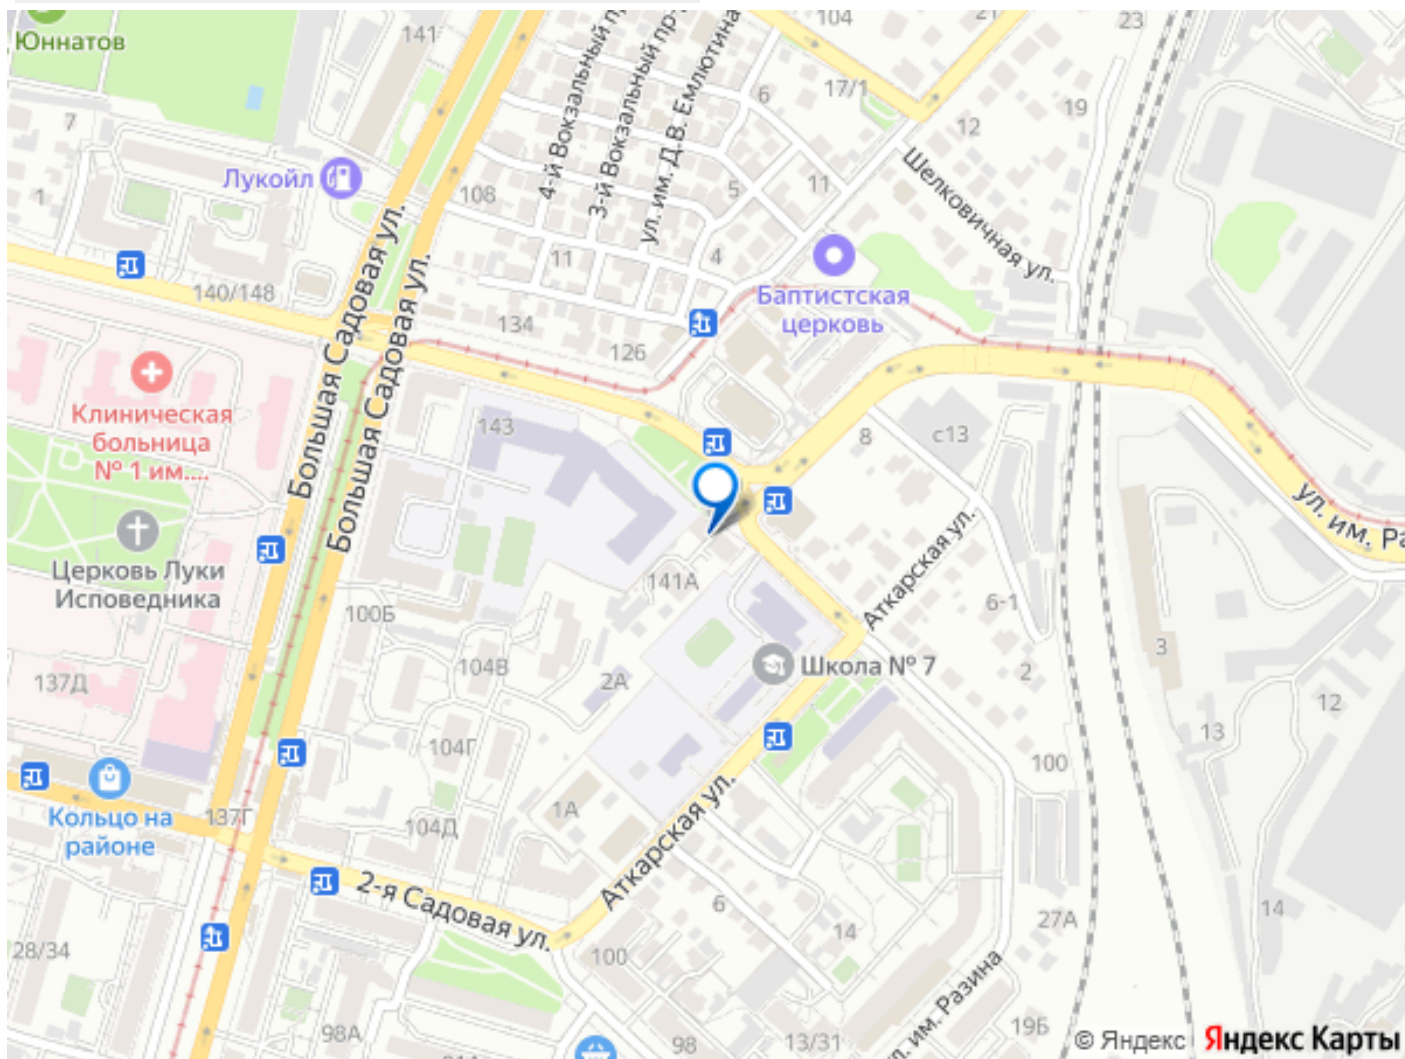 Юннатов
141
104
21
23
7
17/1
6
19
12
4-й Вокзальный пр
3-й Вокзальный пр-
ул. им. Д.В. Емлютина
Шелковичная ул.
Лукойл
1
108
5
11
11
4
140/148
134
126
Баптистская
церковь
Большая Садовая ул.
Большая Садовая ул.
Клиническая
больница
№ 1 им....
143
8
с13
ул. им. Ра
Церковь Луки
Исповедника
141А
Аткарская ул.
6-1
100Б
104В
2А
Школа № 7
2
3
137Д
12
13
104Г
100
Кольцо на
районе
137Г
104Д
1А
Аткарская ул.
2-я Садовая ул.
6
14
27А
14
28/34
100
98А
98
13/31
ул. им. Разина
19Б
© Яндекс Яндекс Карты